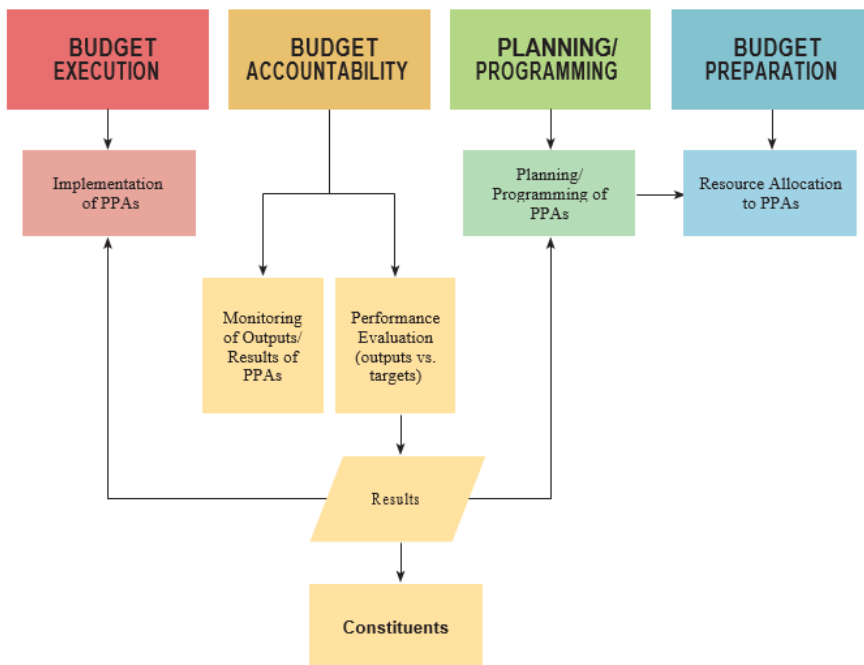 BUDGET
EXECUTION
BUDGET
ACCOUNTABILITY
PLANNING/
PROGRAMMING
BUDGET
PREPARATION
Implementation
of PPAs
Planning/
Programming of
PPAs
Resource Allocation
to PPAs
Monitoring
of Outputs/
Results of
PPAs
Performance
Evaluation
(outputs vs.
targets)
Results
Constituents